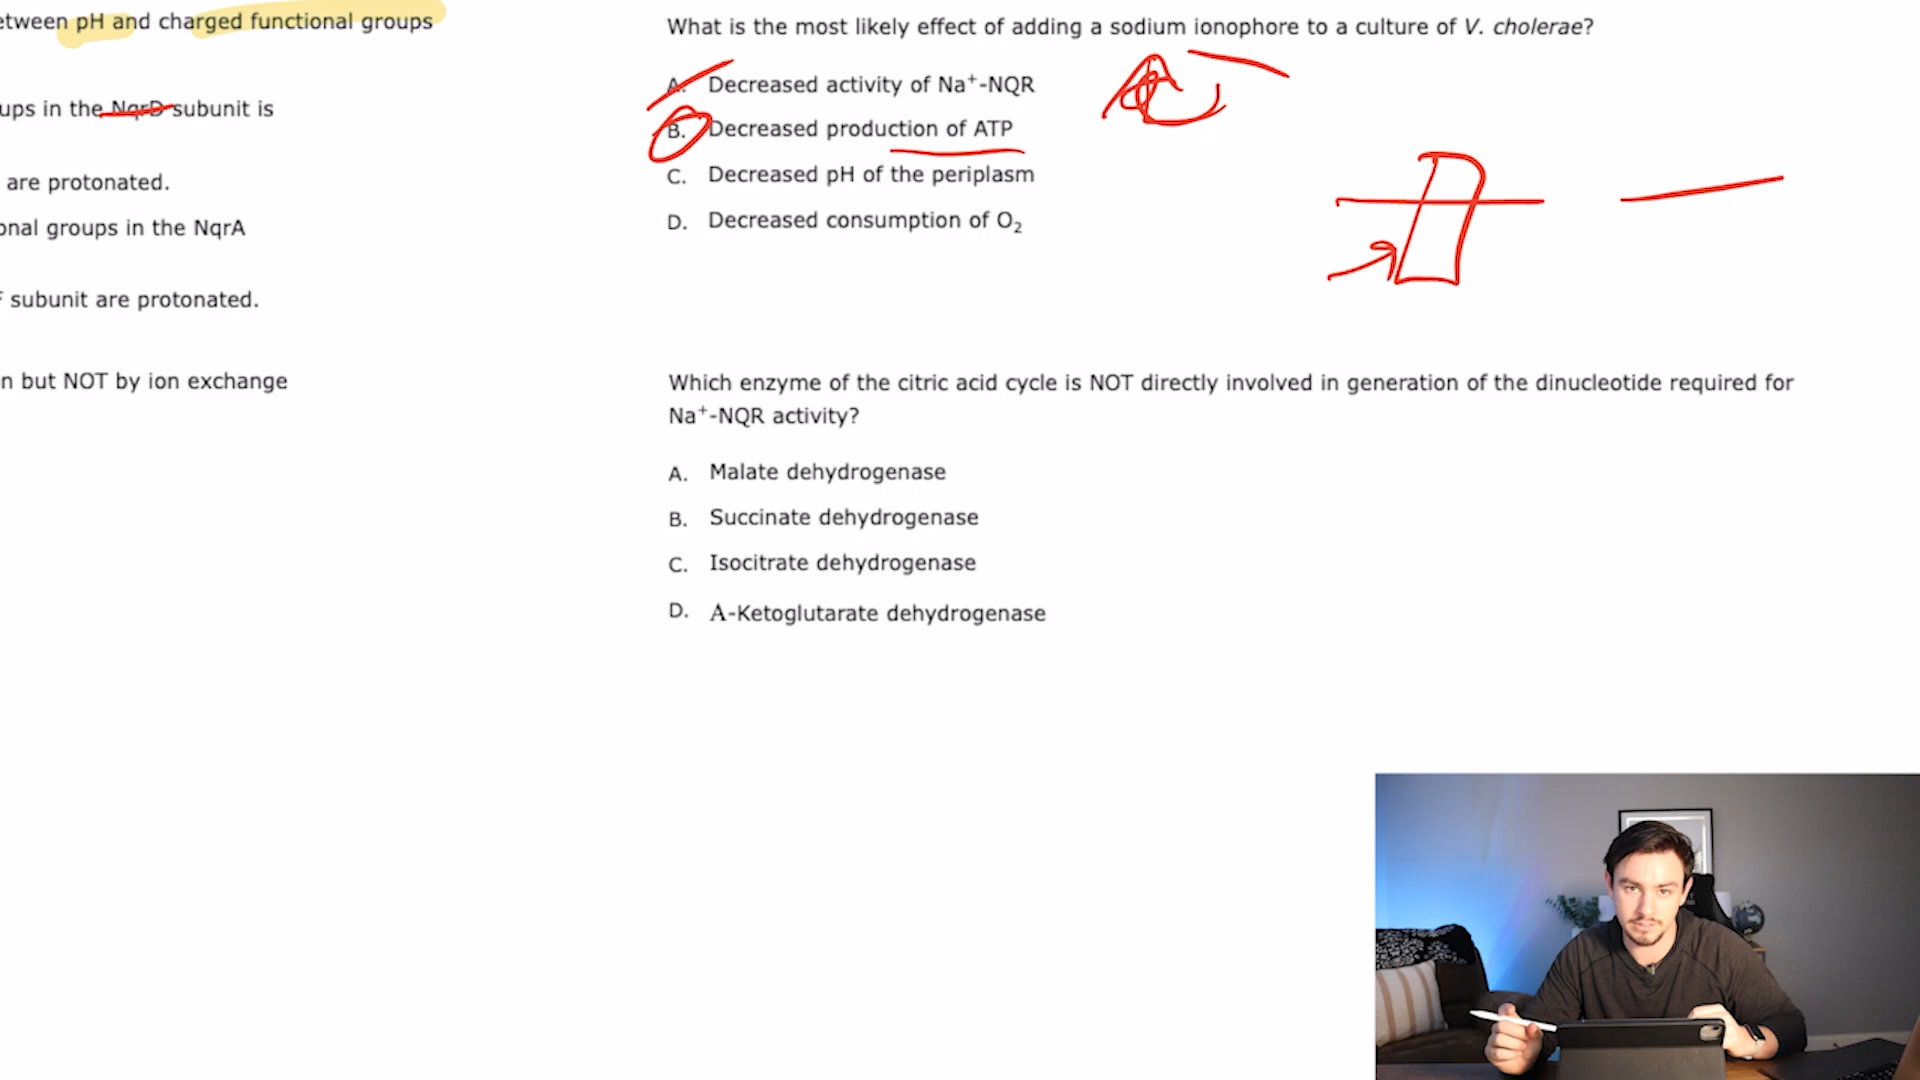 etween pH and charged functional groups
ups in the NqrD subunit is
are protonated.
onal groups in the NqrA
F subunit are protonated.
n but NOT by ion exchange
What is the most likely effect of adding a sodium ionophore to a culture of V. cholerae?
A. Decreased activity of Na⁺-NQR
B. Decreased production of ATP
C. Decreased pH of the periplasm
D. Decreased consumption of O₂
Which enzyme of the citric acid cycle is NOT directly involved in generation of the dinucleotide required for
Na⁺-NQR activity?
A. Malate dehydrogenase
B. Succinate dehydrogenase
C. Isocitrate dehydrogenase
D. A-Ketoglutarate dehydrogenase